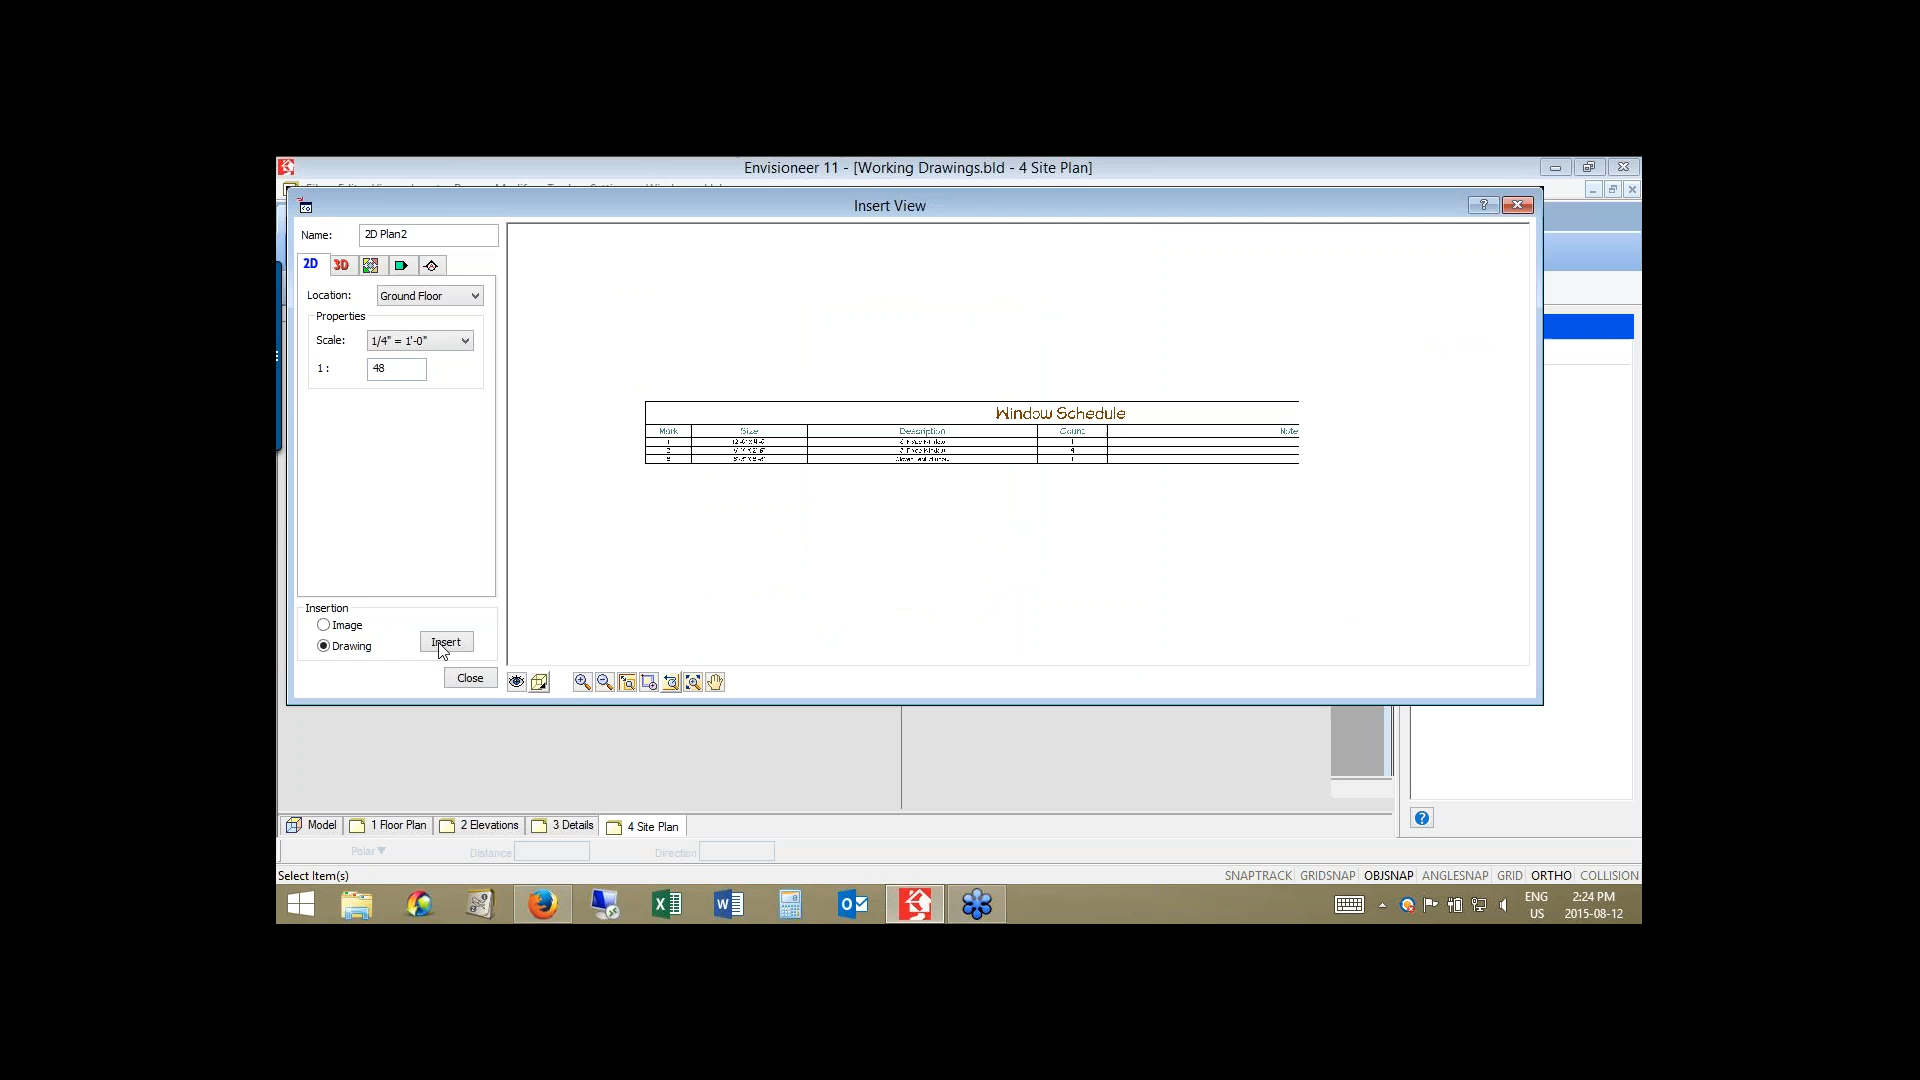 Envisioneer 11 - [Working Drawings.bld - 4 Site Plan]
Insert View
Name: 2D Plan2
2D 3D
Location: Ground Floor
Properties
Scale: 1/4" = 1'-0"
1 : 48
Window Schedule
Mark Size Description Count Note
Insertion
Image
Drawing
Insert
Close
Model 1 Floor Plan 2 Elevations 3 Details 4 Site Plan
Polar Distance Direction
Select Item(s) SNAPTRACK GRIDSNAP OBJSNAP ANGLESNAP GRID ORTHO COLLISION
ENG 2:24 PM
US 2015-08-12